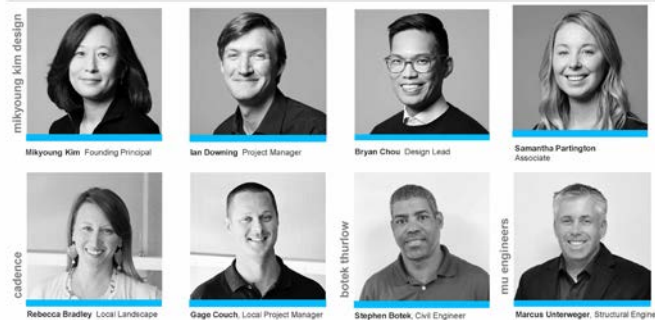 mikyoung kim design
Mikyoung Kim Founding Principal
Ian Downing Project Manager
Bryan Chou Design Lead
Samantha Partington
Associate
cadence
Rebecca Bradley Local Landscape
Gage Couch, Local Project Manager
botek thurlow
Stephen Botek, Civil Engineer
mu engineers
Marcus Unterweger, Structural Engine